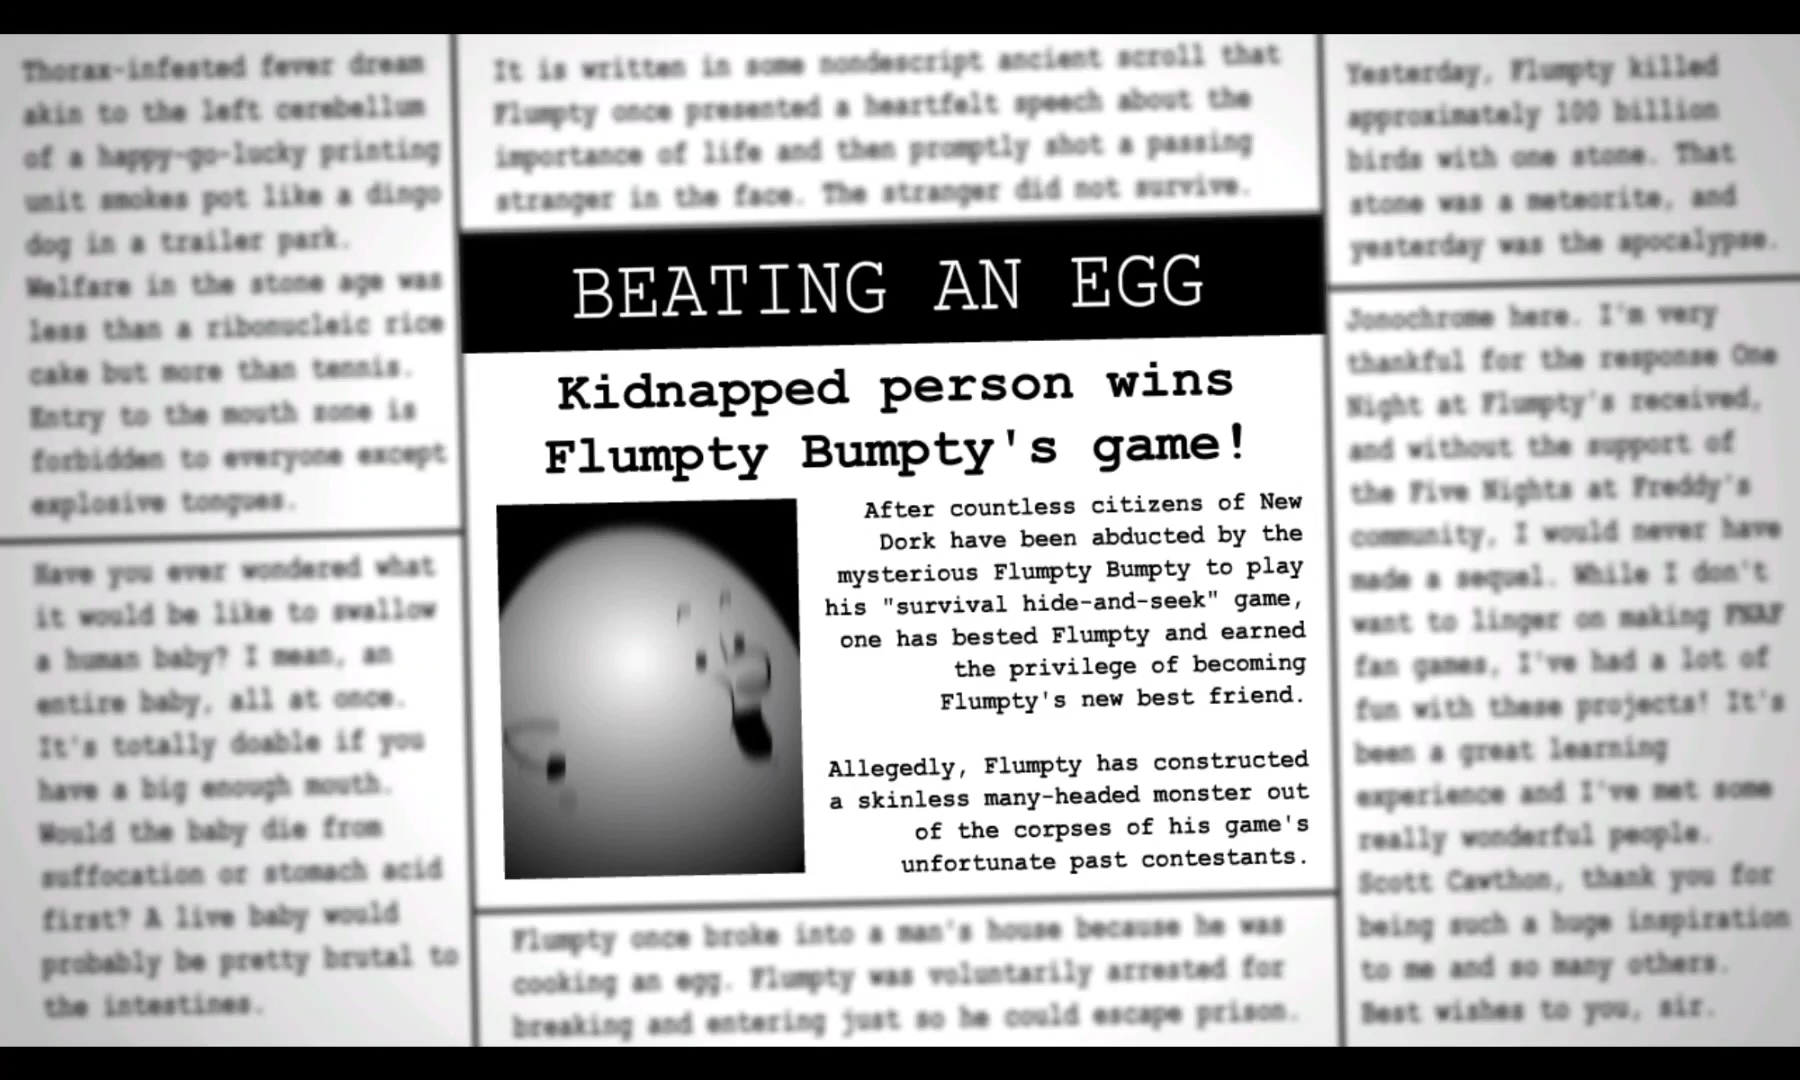 Thorax-infested fever dream
akin to the left cerebellum
of a happy-go-lucky printing
unit smokes pot like a dingo
dog in a trailer park.
Welfare in the stone age was
less than a ribonucleic rice
cake but more than tennis.
Entry to the mouth zone is
forbidden to everyone except
explosive tongues.
Have you ever wondered what
it would be like to swallow
a human baby? I mean, an
entire baby, all at once.
It's totally doable if you
have a big enough mouth.
Would the baby die from
suffocation or stomach acid
first? A live baby would
probably be pretty brutal to
the intestines.
It is written in some nondescript ancient scroll that
Flumpty once presented a heartfelt speech about the
importance of life and then promptly shot a passing
stranger in the face. The stranger did not survive.
BEATING AN EGG
Kidnapped person wins
Flumpty Bumpty's game!
After countless citizens of New
Dork have been abducted by the
mysterious Flumpty Bumpty to play
his "survival hide-and-seek" game,
one has bested Flumpty and earned
the privilege of becoming
Flumpty's new best friend.
Allegedly, Flumpty has constructed
a skinless many-headed monster out
of the corpses of his game's
unfortunate past contestants.
Flumpty once broke into a man's house because he was
cooking an egg. Flumpty was voluntarily arrested for
breaking and entering just so he could escape prison.
Yesterday, Flumpty killed
approximately 100 billion
birds with one stone. That
stone was a meteorite, and
yesterday was the apocalypse.
Jonochrome here. I'm very
thankful for the response One
Night at Flumpty's received,
and without the support of
the Five Nights at Freddy's
community, I would never have
made a sequel. While I don't
want to linger on making FNAF
fan games, I've had a lot of
fun with these projects! It's
been a great learning
experience and I've met some
really wonderful people.
Scott Cawthon, thank you for
being such a huge inspiration
to me and so many others.
Best wishes to you, sir.